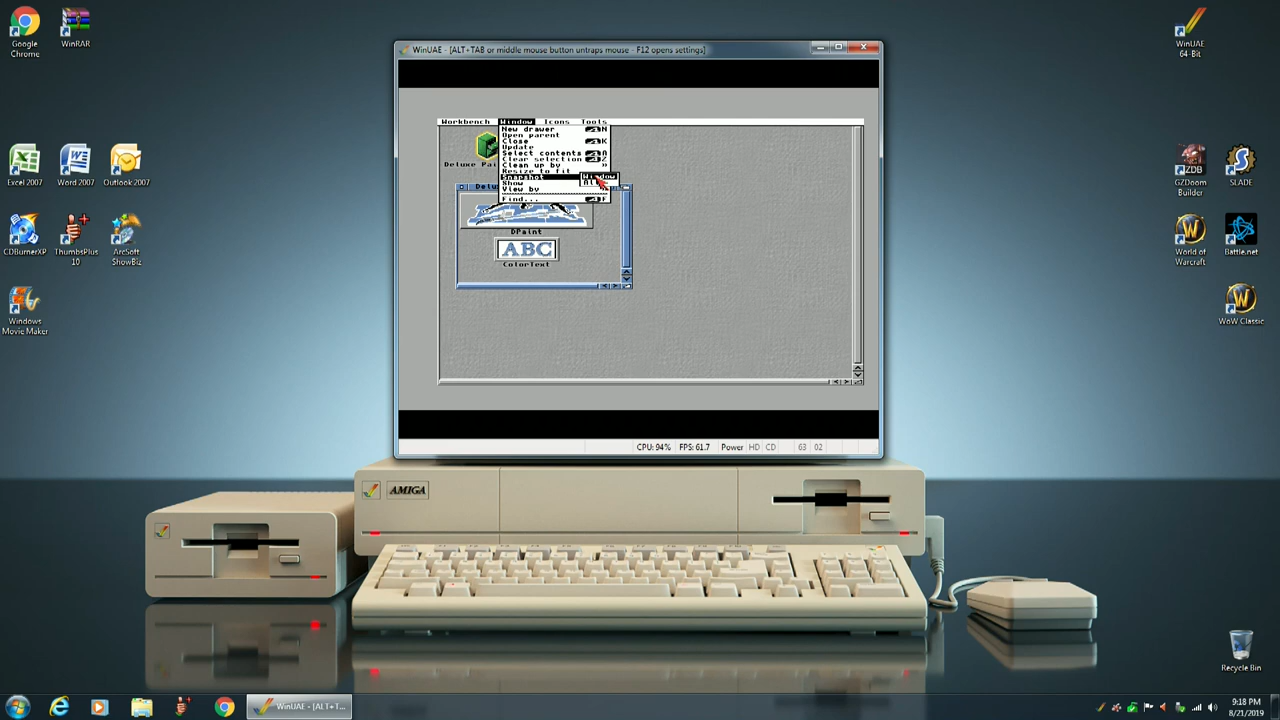 Google Chrome
WinRAR
WinUAE 64-Bit
WinUAE - [ALT+TAB or middle mouse button untraps mouse - F12 opens settings]
Workbench Window Icons Tools
New drawer N
Open parent
Close K
Update
Select contents A
Clear selection Z
Clean up by »
Resize to fit
Snapshot Window
Show
View by
Find... F
DPaint
ABC
ColorText
Excel 2007
Word 2007
Outlook 2007
CDBurnerXP
ThumbsPlus 10
ArcSoft ShowBiz
Windows Movie Maker
ZDB
GZDoom Builder
SLADE
World of Warcraft
Battle.net
WoW Classic
CPU: 94% FPS: 61.7 Power HD CD 63 02
AMIGA
Recycle Bin
WinUAE - [ALT+T...
9:18 PM
8/21/2019